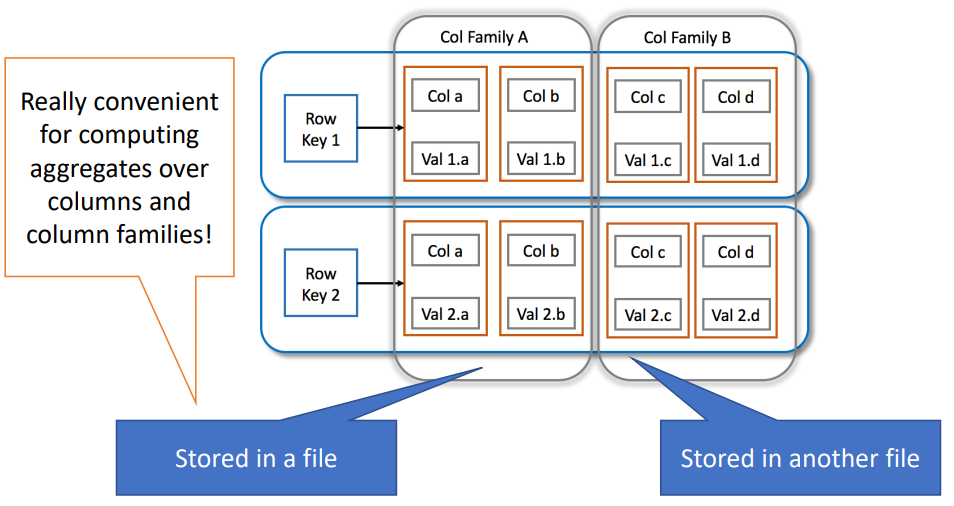 Col Family A
Col Family B
Really convenient
for computing
aggregates over
columns and
column families!
Row
Key 1
Col a
Col b
Col c
Col d
Val 1.a
Val 1.b
Val 1.c
Val 1.d
Row
Key 2
Col a
Col b
Col c
Col d
Val 2.a
Val 2.b
Val 2.c
Val 2.d
Stored in a file
Stored in another file